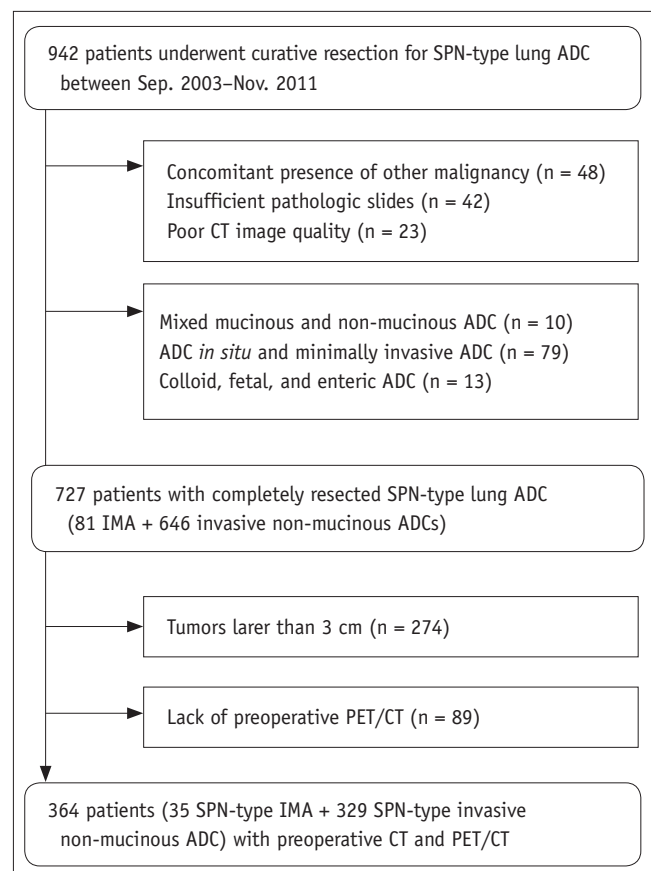 942 patients underwent curative resection for SPN-type lung ADC
between Sep. 2003–Nov. 2011
Concomitant presence of other malignancy (n = 48)
Insufficient pathologic slides (n = 42)
Poor CT image quality (n = 23)
Mixed mucinous and non-mucinous ADC (n = 10)
ADC in situ and minimally invasive ADC (n = 79)
Colloid, fetal, and enteric ADC (n = 13)
727 patients with completely resected SPN-type lung ADC
(81 IMA + 646 invasive non-mucinous ADCs)
Tumors larer than 3 cm (n = 274)
Lack of preoperative PET/CT (n = 89)
364 patients (35 SPN-type IMA + 329 SPN-type invasive
non-mucinous ADC) with preoperative CT and PET/CT